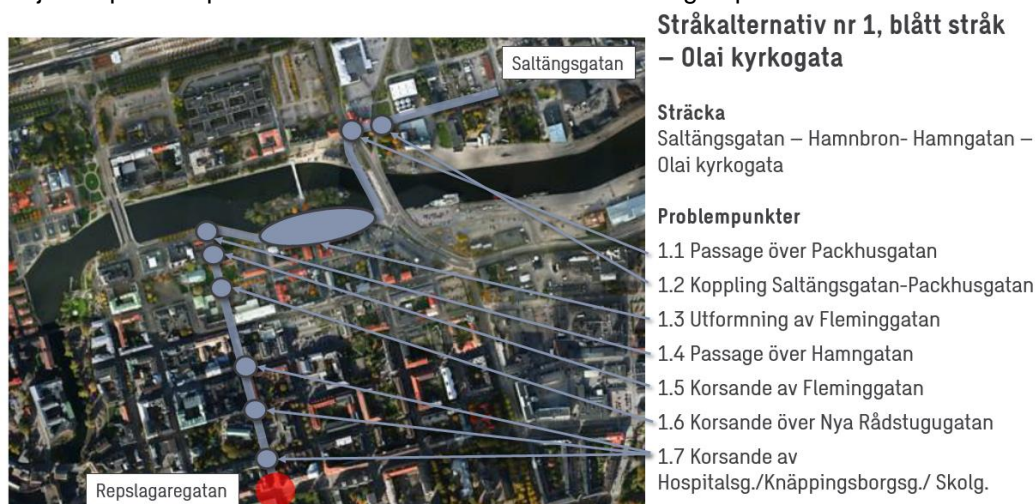 Stråkalternativ nr 1, blått stråk
– Olai kyrkogata
Saltängsgatan
Sträcka
Saltängsgatan – Hamnbron- Hamngatan –
Olai kyrkogata
Problempunkter
1.1 Passage över Packhusgatan
1.2 Koppling Saltängsgatan-Packhusgatan
1.3 Utformning av Fleminggatan
1.4 Passage över Hamngatan
1.5 Korsande av Fleminggatan
1.6 Korsande över Nya Rådstugugatan
1.7 Korsande av
Hospitalsg./Knäppingsborgsg./ Skolg.
Repslagaregatan